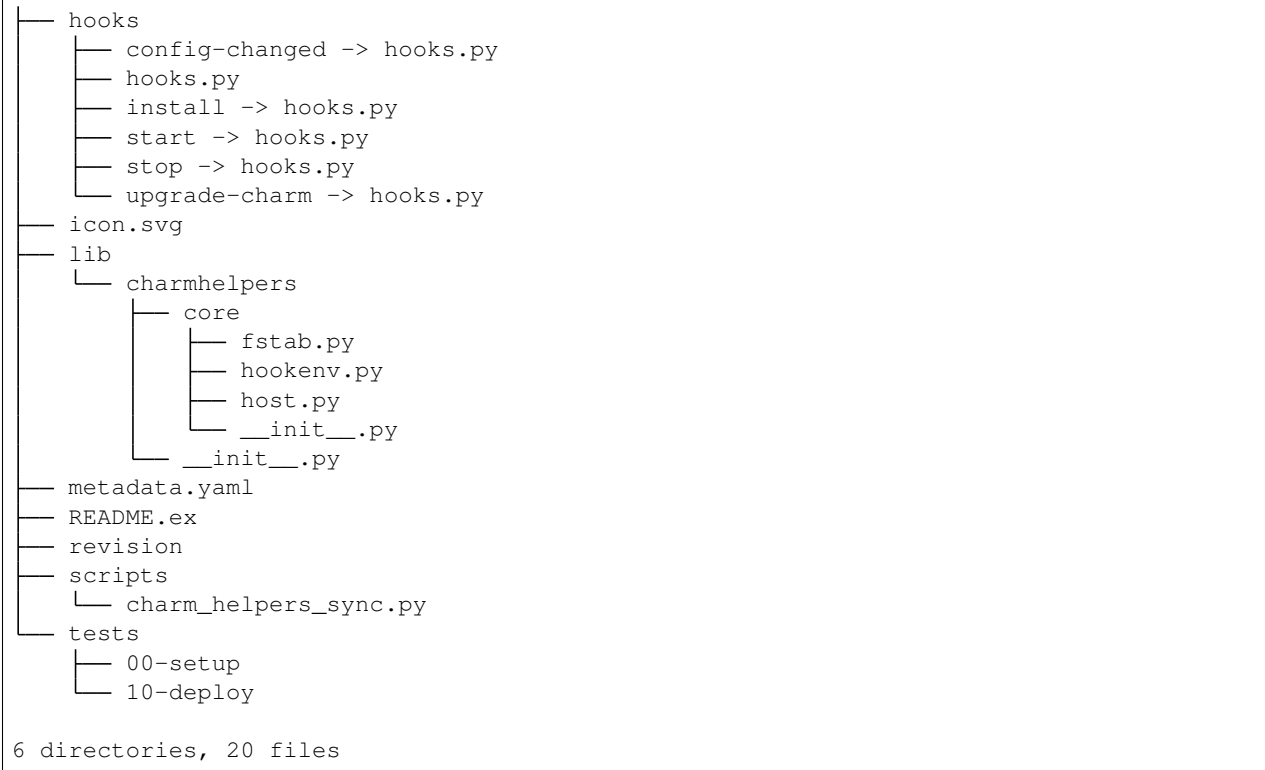 ├── hooks
│   ├── config-changed -> hooks.py
│   ├── hooks.py
│   ├── install -> hooks.py
│   ├── start -> hooks.py
│   ├── stop -> hooks.py
│   └── upgrade-charm -> hooks.py
├── icon.svg
├── lib
│   └── charmhelpers
│       ├── core
│       │   ├── fstab.py
│       │   ├── hookenv.py
│       │   ├── host.py
│       │   └── __init__.py
│       └── __init__.py
├── metadata.yaml
├── README.ex
├── revision
├── scripts
│   └── charm_helpers_sync.py
└── tests
    ├── 00-setup
    └── 10-deploy
6 directories, 20 files